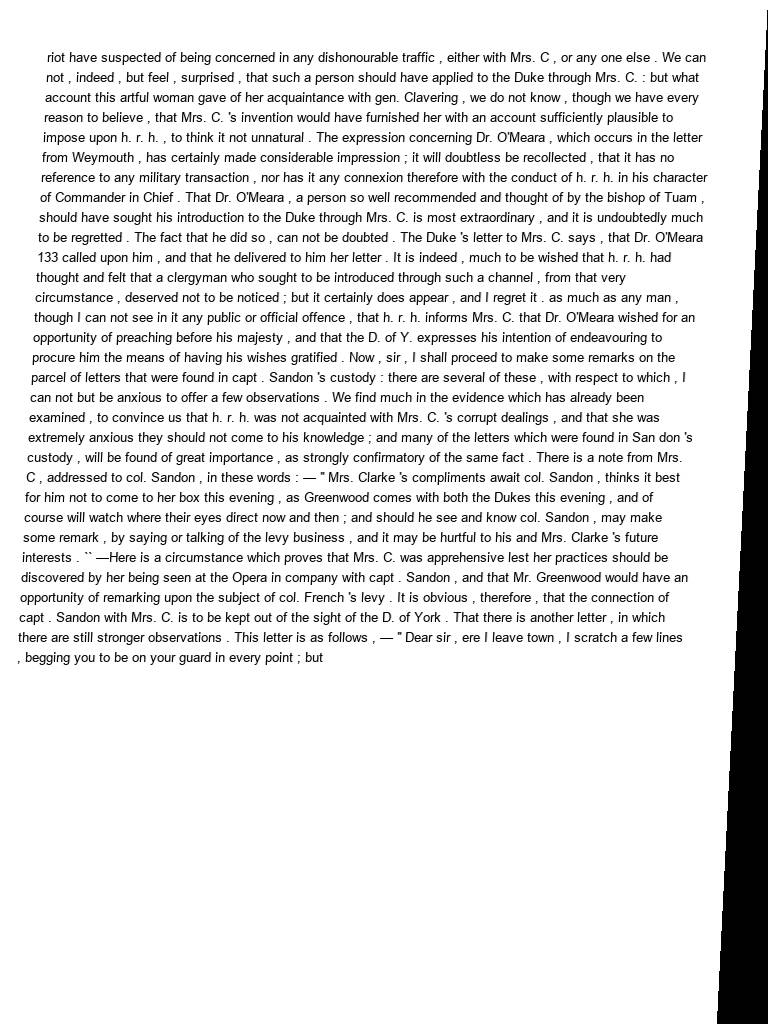 riot have suspected of being concerned in any dishonourable traffic , either with Mrs. C , or any one else . We can
not , indeed , but feel , surprised , that such a person should have applied to the Duke through Mrs. C. : but what
account this artful woman gave of her acquaintance with gen. Clavering , we do not know , though we have every
reason to believe , that Mrs. C. 's invention would have furnished her with an account sufficiently plausible to
impose upon h. r. h. , to think it not unnatural . The expression concerning Dr. O'Meara , which occurs in the letter
from Weymouth , has certainly made considerable impression ; it will doubtless be recollected , that it has no
reference to any military transaction , nor has it any connexion therefore with the conduct of h. r. h. in his character
of Commander in Chief . That Dr. O'Meara , a person so well recommended and thought of by the bishop of Tuam ,
should have sought his introduction to the Duke through Mrs. C. is most extraordinary , and it is undoubtedly much
to be regretted . The fact that he did so , can not be doubted . The Duke 's letter to Mrs. C. says , that Dr. O'Meara
133 called upon him , and that he delivered to him her letter . It is indeed , much to be wished that h. r. h. had
thought and felt that a clergyman who sought to be introduced through such a channel , from that very
circumstance , deserved not to be noticed ; but it certainly does appear , and I regret it . as much as any man ,
though I can not see in it any public or official offence , that h. r. h. informs Mrs. C. that Dr. O'Meara wished for an
opportunity of preaching before his majesty , and that the D. of Y. expresses his intention of endeavouring to
procure him the means of having his wishes gratified . Now , sir , I shall proceed to make some remarks on the
parcel of letters that were found in capt . Sandon 's custody : there are several of these , with respect to which , I
can not but be anxious to offer a few observations . We find much in the evidence which has already been
examined , to convince us that h. r. h. was not acquainted with Mrs. C. 's corrupt dealings , and that she was
extremely anxious they should not come to his knowledge ; and many of the letters which were found in San don 's
custody , will be found of great importance , as strongly confirmatory of the same fact . There is a note from Mrs.
C , addressed to col. Sandon , in these words : — " Mrs. Clarke 's compliments await col. Sandon , thinks it best
for him not to come to her box this evening , as Greenwood comes with both the Dukes this evening , and of
course will watch where their eyes direct now and then ; and should he see and know col. Sandon , may make
some remark , by saying or talking of the levy business , and it may be hurtful to his and Mrs. Clarke 's future
interests . `` —Here is a circumstance which proves that Mrs. C. was apprehensive lest her practices should be
discovered by her being seen at the Opera in company with capt . Sandon , and that Mr. Greenwood would have an
opportunity of remarking upon the subject of col. French 's levy . It is obvious , therefore , that the connection of
capt . Sandon with Mrs. C. is to be kept out of the sight of the D. of York . That there is another letter , in which
there are still stronger observations . This letter is as follows , — " Dear sir , ere I leave town , I scratch a few lines
, begging you to be on your guard in every point ; but